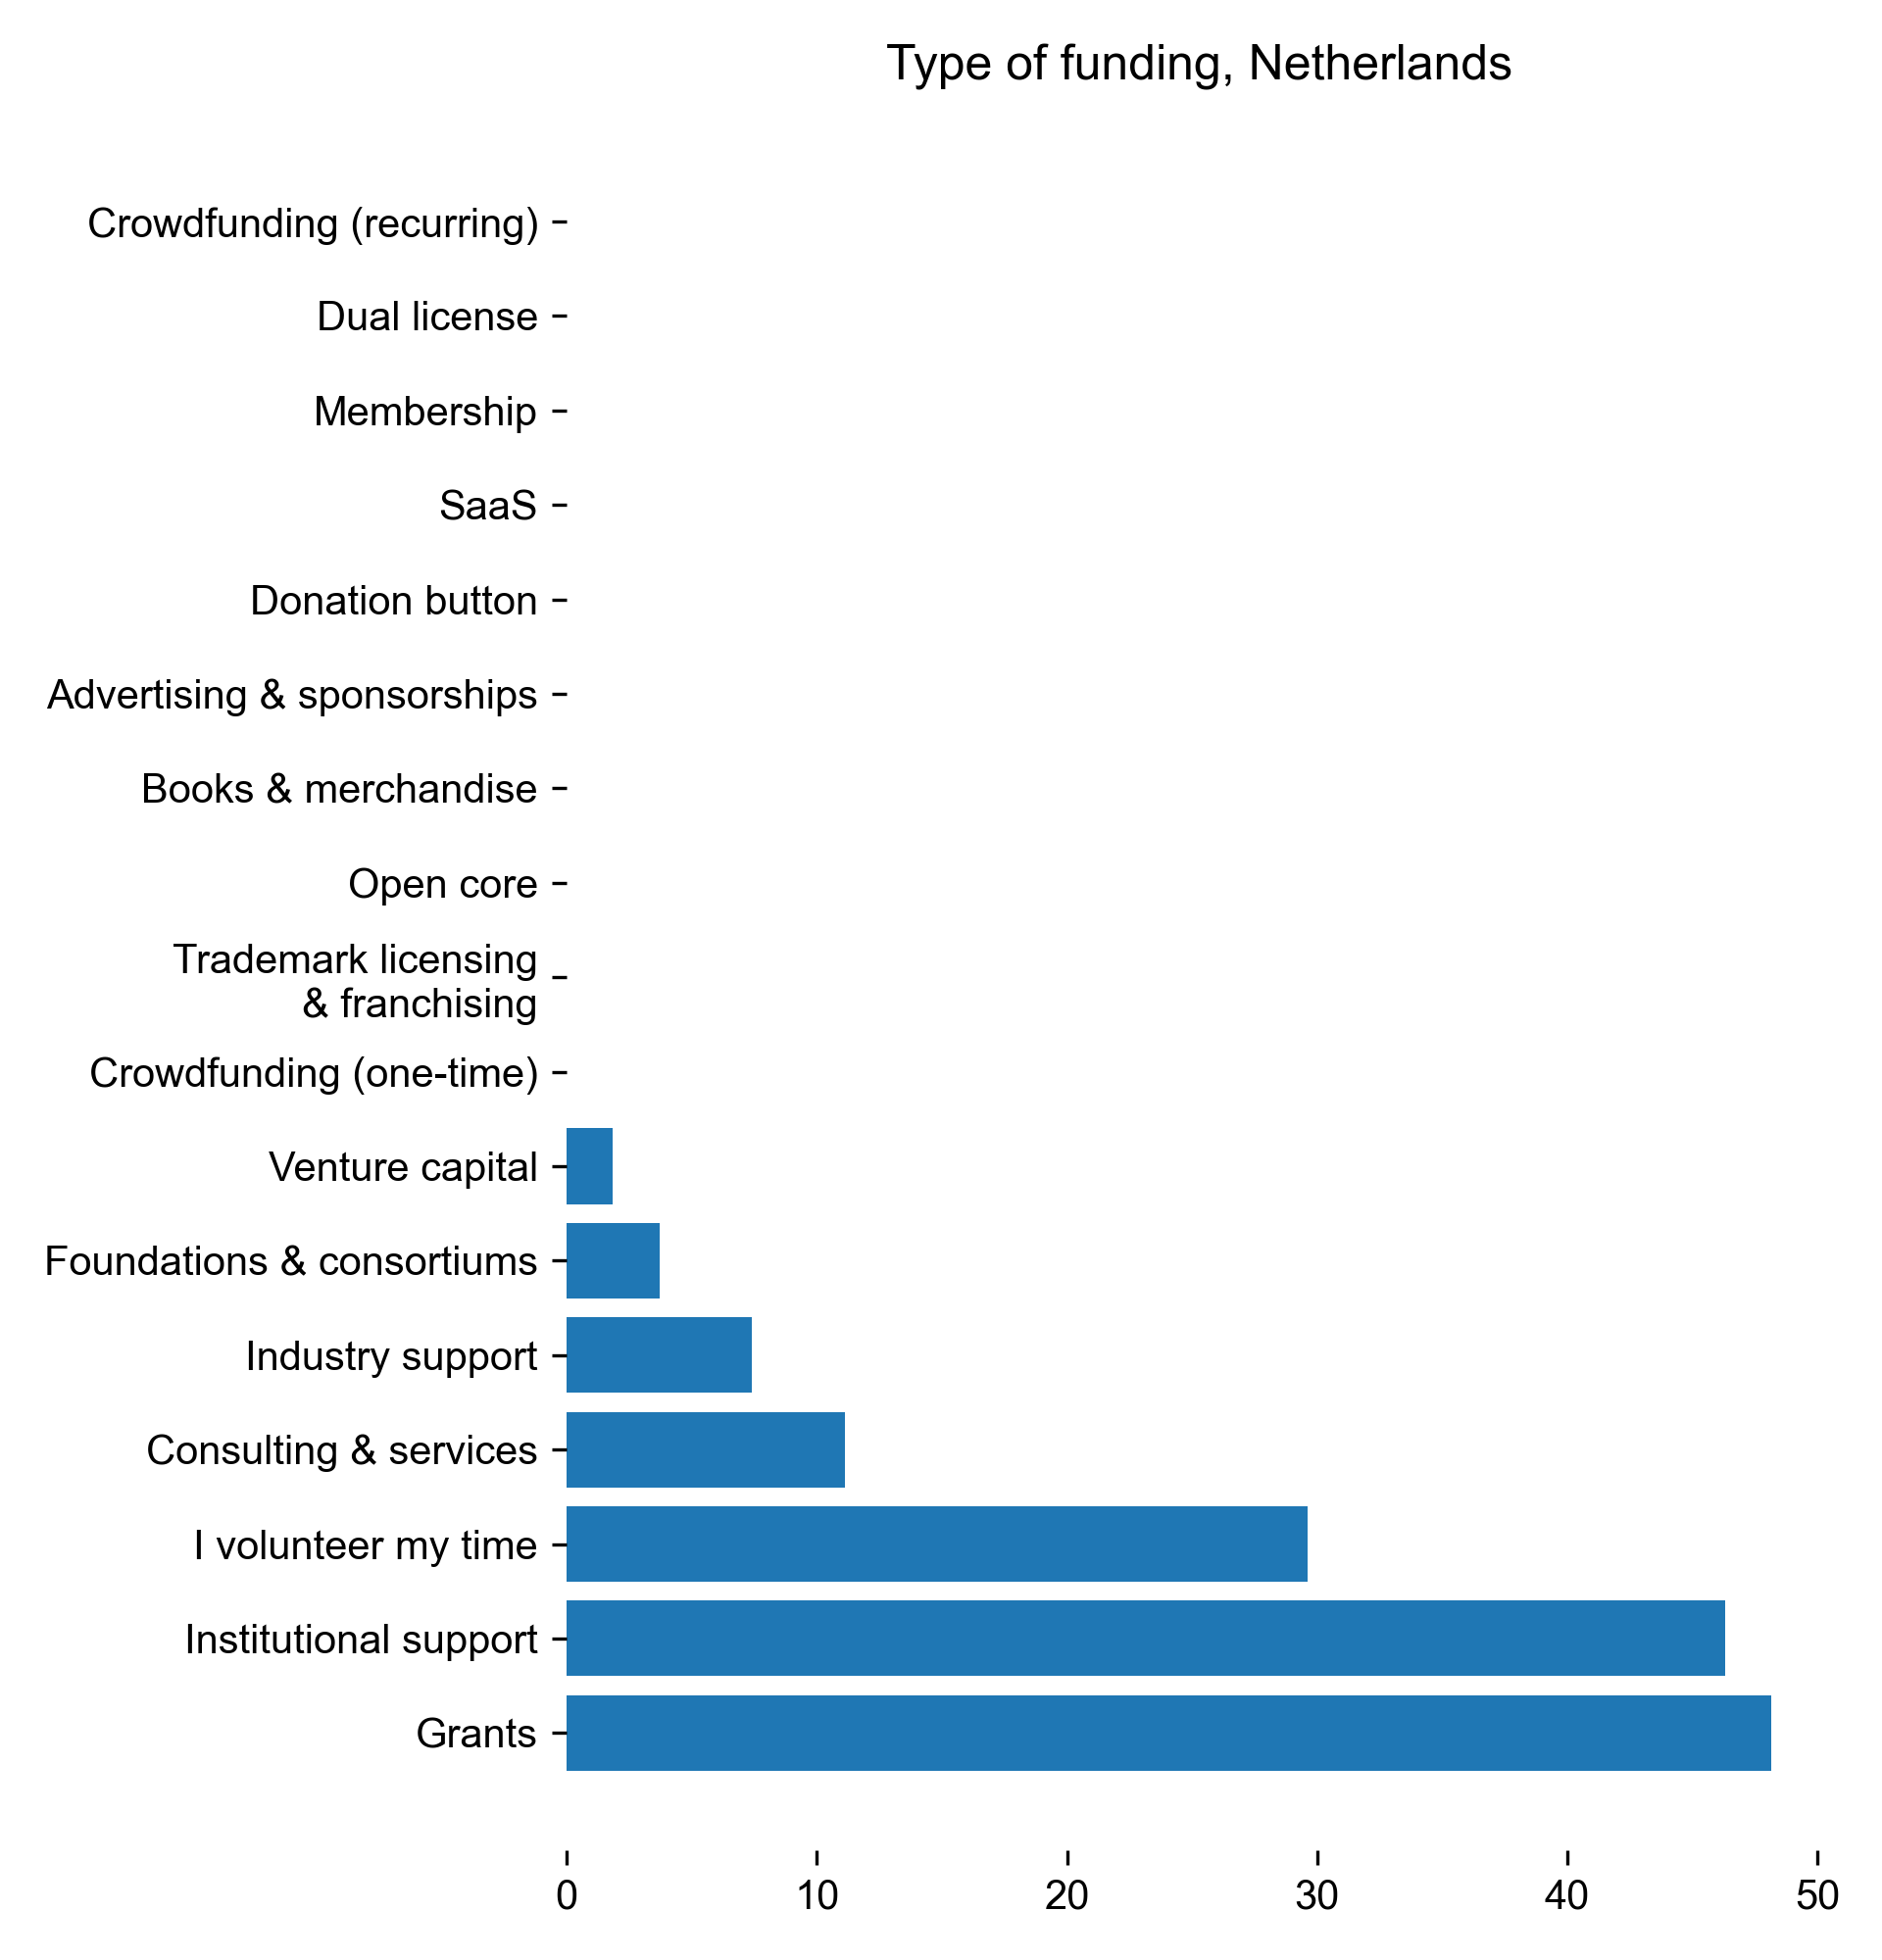 Type of funding, Netherlands
Crowdfunding (recurring)
Dual license
Membership
SaaS
Donation button
Advertising & sponsorships
Books & merchandise
Open core
Trademark licensing
& franchising
Crowdfunding (one-time)
Venture capital
Foundations & consortiums
Industry support
Consulting & services
I volunteer my time
Institutional support
Grants
0 10 20 30 40 50